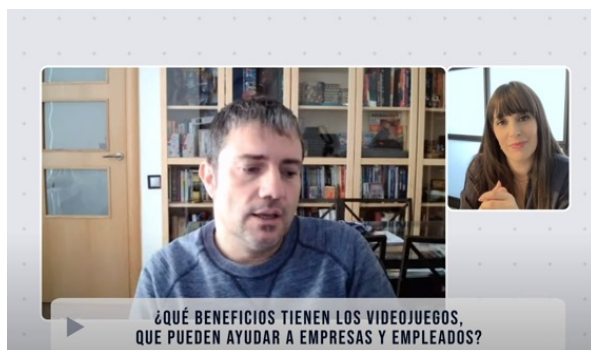 ¿QUÉ BENEFICIOS TIENEN LOS VIDEOJUEGOS,
QUE PUEDEN AYUDAR A EMPRESAS Y EMPLEADOS?